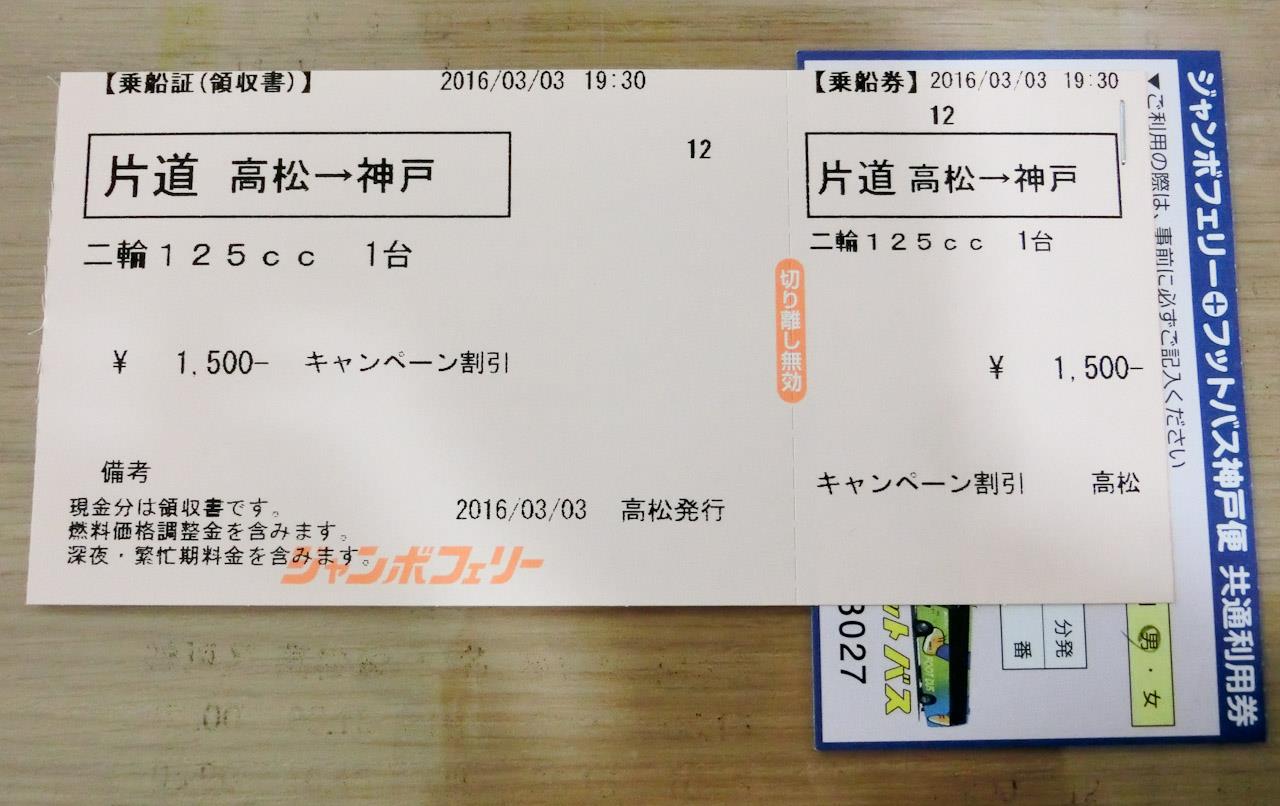 【乗船証(領収書)】 2016/03/03 19:30
12
片道 高松→神戸
二輪125cc 1台
¥ 1,500- キャンペーン割引
備考
現金分は領収書です。
燃料価格調整金を含みます。
深夜・繁忙期料金を含みます。
2016/03/03 高松発行
ジャンボフェリー
切り離し無効
【乗船券】 2016/03/03 19:30
12
片道 高松→神戸
二輪125cc 1台
¥ 1,500-
キャンペーン割引 高松
ジャンボフェリー⊕フットバス神戸便 共通利用券
▼ご利用の際は、事前に必ずご記入ください
男・女
分発
番
ットバス
FOOT BUS
3027